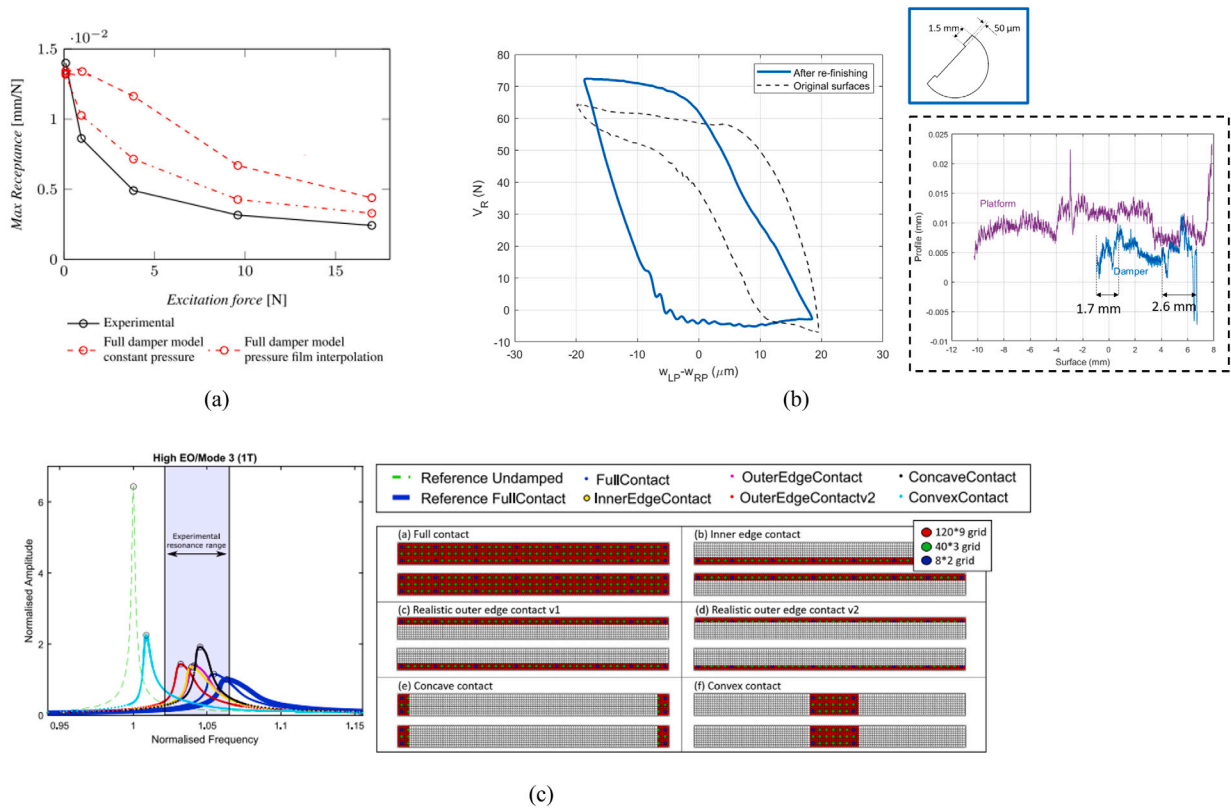 ·10⁻²
1.5
1
0.5
0
0
5
10
15
Max Receptance [mm/N]
Excitation force [N]
Experimental
Full damper model
constant pressure
Full damper model
pressure film interpolation
(a)
80
70
60
50
40
30
20
10
0
-10
-30
-20
-10
0
10
20
30
V_R (N)
w_LP-w_RP (μm)
After re-finishing
Original surfaces
1.5 mm
50 μm
0.025
0.02
0.015
0.01
0.005
0
-0.005
-0.01
-12
-10
-8
-6
-4
-2
0
2
4
6
8
Profile (mm)
Surface (mm)
Platform
Damper
1.7 mm
2.6 mm
(b)
High EO/Mode 3 (1T)
Experimental
resonance range
6
4
2
0
0.95
1
1.05
1.1
1.15
Normalised Amplitude
Normalised Frequency
Reference Undamped
FullContact
OuterEdgeContact
ConcaveContact
Reference FullContact
InnerEdgeContact
OuterEdgeContactv2
ConvexContact
(a) Full contact
(b) Inner edge contact
120*9 grid
40*3 grid
8*2 grid
(c) Realistic outer edge contact v1
(d) Realistic outer edge contact v2
(e) Concave contact
(f) Convex contact
(c)